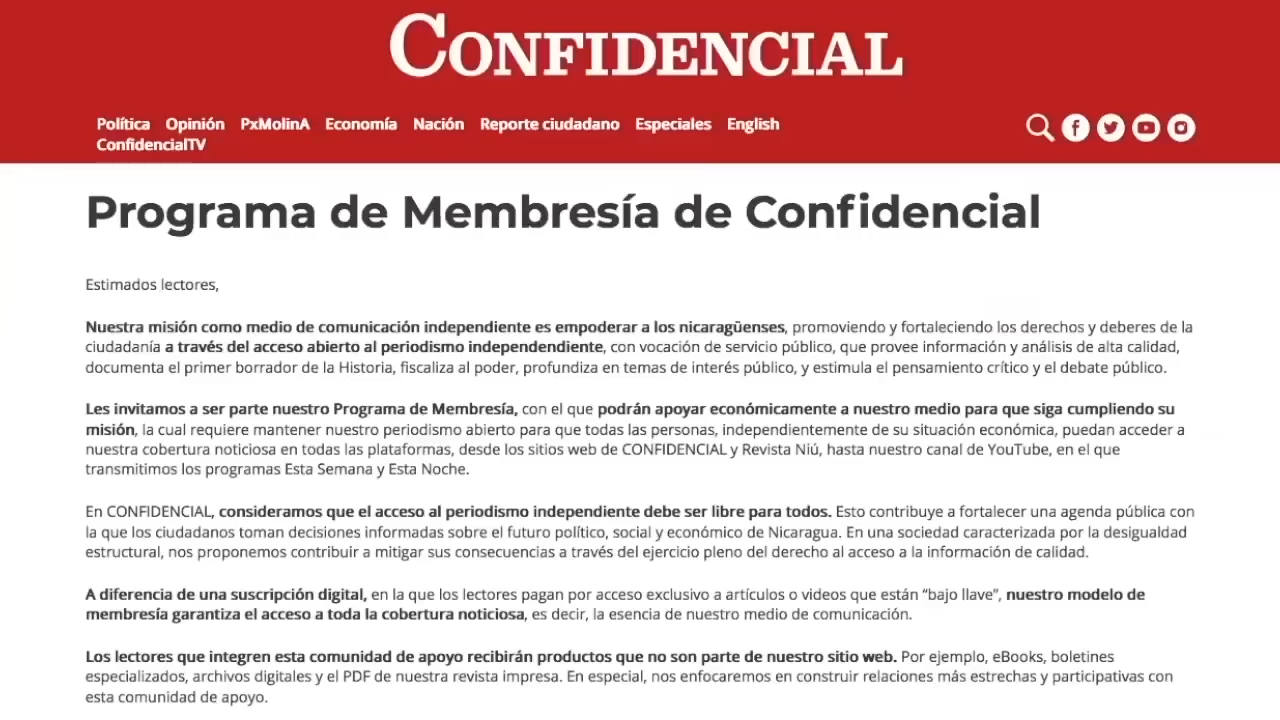 CONFIDENCIAL
Política Opinión PxMolinA Economía Nación Reporte ciudadano Especiales English
ConfidencialTV
Programa de Membresía de Confidencial
Estimados lectores,
Nuestra misión como medio de comunicación independiente es empoderar a los nicaragüenses, promoviendo y fortaleciendo los derechos y deberes de la
ciudadanía a través del acceso abierto al periodismo independendiente, con vocación de servicio público, que provee información y análisis de alta calidad,
documenta el primer borrador de la Historia, fiscaliza al poder, profundiza en temas de interés público, y estimula el pensamiento crítico y el debate público.
Les invitamos a ser parte nuestro Programa de Membresía, con el que podrán apoyar económicamente a nuestro medio para que siga cumpliendo su
misión, la cual requiere mantener nuestro periodismo abierto para que todas las personas, independientemente de su situación económica, puedan acceder a
nuestra cobertura noticiosa en todas las plataformas, desde los sitios web de CONFIDENCIAL y Revista Niú, hasta nuestro canal de YouTube, en el que
transmitimos los programas Esta Semana y Esta Noche.
En CONFIDENCIAL, consideramos que el acceso al periodismo independiente debe ser libre para todos. Esto contribuye a fortalecer una agenda pública con
la que los ciudadanos toman decisiones informadas sobre el futuro político, social y económico de Nicaragua. En una sociedad caracterizada por la desigualdad
estructural, nos proponemos contribuir a mitigar sus consecuencias a través del ejercicio pleno del derecho al acceso a la información de calidad.
A diferencia de una suscripción digital, en la que los lectores pagan por acceso exclusivo a artículos o videos que están “bajo llave”, nuestro modelo de
membresía garantiza el acceso a toda la cobertura noticiosa, es decir, la esencia de nuestro medio de comunicación.
Los lectores que integren esta comunidad de apoyo recibirán productos que no son parte de nuestro sitio web. Por ejemplo, eBooks, boletines
especializados, archivos digitales y el PDF de nuestra revista impresa. En especial, nos enfocaremos en construir relaciones más estrechas y participativas con
esta comunidad de apoyo.